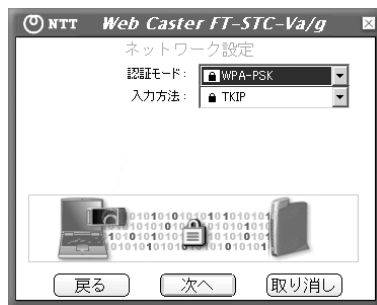 NTT Web Caster FT-STC-Va/g
ネットワーク設定
認証モード： WPA-PSK
入力方法： TKIP
010101010101101010101
戻る 次へ 取り消し